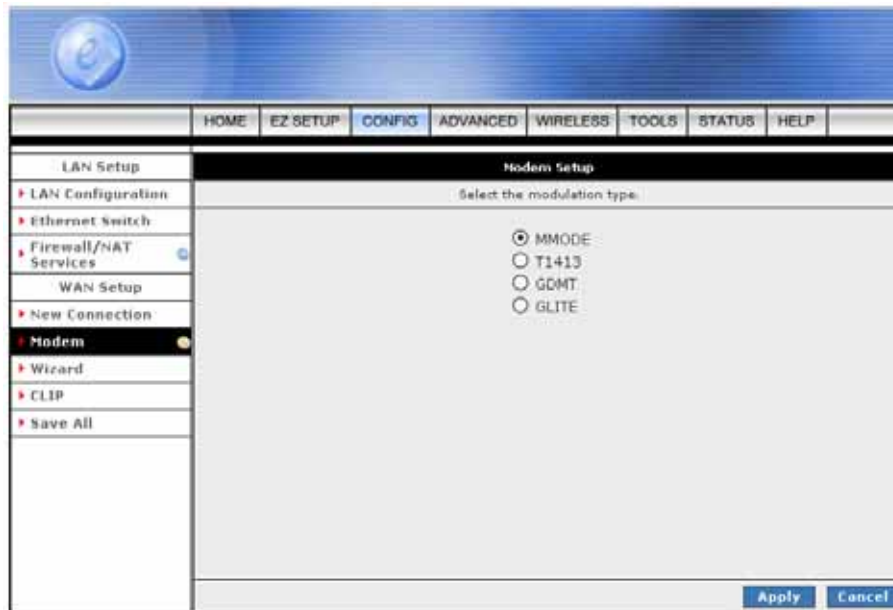 e
HOME EZ SETUP CONFIG ADVANCED WIRELESS TOOLS STATUS HELP
LAN Setup
LAN Configuration
Ethernet Switch
Firewall/NAT
Services
WAN Setup
New Connection
Modem
Wizard
CLIP
Save All
Modem Setup
Select the modulation type.
MMODE
T1413
GDMT
GLITE
Apply Cancel